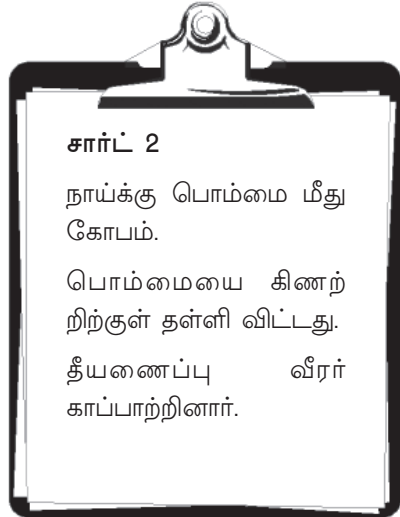 சார்ட் 2
நாய்க்கு பொம்மை மீது
கோபம்.
பொம்மையை கிணற்
றிற்குள் தள்ளி விட்டது.
தீயணைப்பு வீரர்
காப்பாற்றினார்.